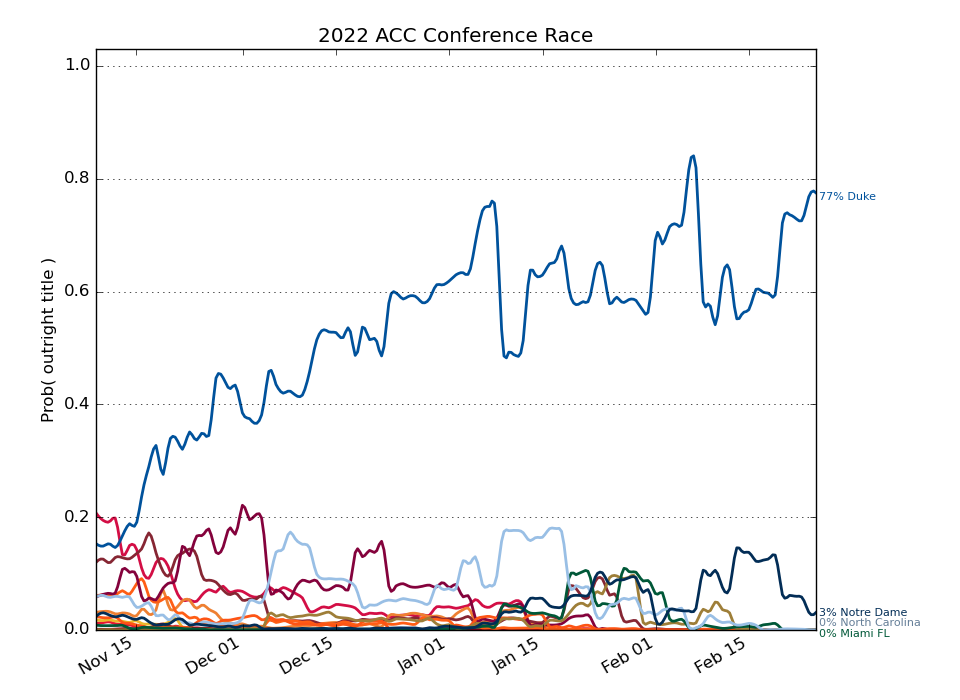 2022 ACC Conference Race
Prob( outright title )
1.0
0.8
0.6
0.4
0.2
0.0
Nov 15
Dec 01
Dec 15
Jan 01
Jan 15
Feb 01
Feb 15
77% Duke
3% Notre Dame
0% North Carolina
0% Miami FL